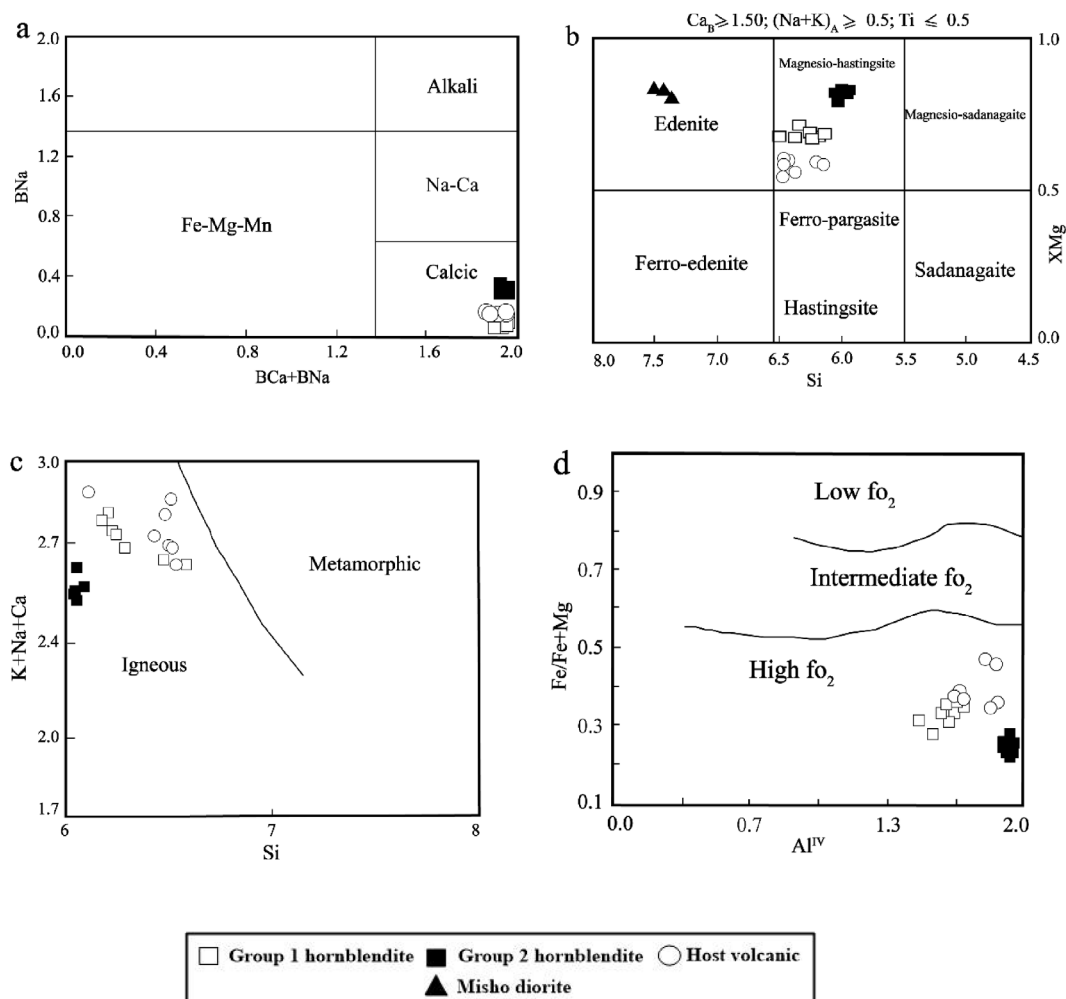 a
2.0
1.6
1.2
0.8
0.4
0.0
BNa
Alkali
Na-Ca
Fe-Mg-Mn
Calcic
0.0 0.4 0.8 1.2 1.6 2.0
BCa+BNa
Ca_B ≥ 1.50; (Na+K)_A ≥ 0.5; Ti ≤ 0.5
b
Magnesio-hastingsite
Edenite
Magnesio-sadanagaite
1.0
0.5
0.0
XMg
Ferro-pargasite
Ferro-edenite
Sadanagaite
Hastingsite
8.0 7.5 7.0 6.5 6.0 5.5 5.0 4.5
Si
c
3.0
2.7
2.4
2.0
1.7
K+Na+Ca
Metamorphic
Igneous
6 7 8
Si
d
0.9
0.7
0.5
0.3
0.1
Fe/Fe+Mg
Low fo₂
Intermediate fo₂
High fo₂
0.0 0.7 1.3 2.0
Al^IV
Group 1 hornblendite Group 2 hornblendite Host volcanic
Misho diorite